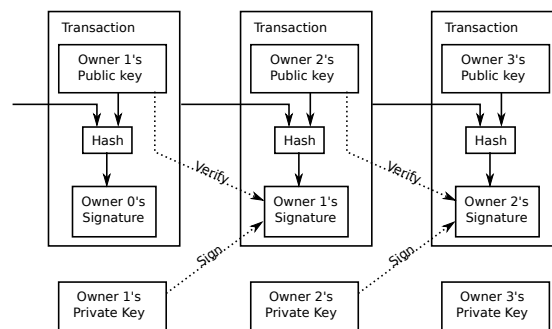 Transaction
Owner 1's
Public key
Hash
Owner 0's
Signature
Transaction
Owner 2's
Public key
Hash
Verify
Owner 1's
Signature
Sign
Transaction
Owner 3's
Public key
Hash
Verify
Owner 2's
Signature
Sign
Owner 1's
Private Key
Owner 2's
Private Key
Owner 3's
Private Key